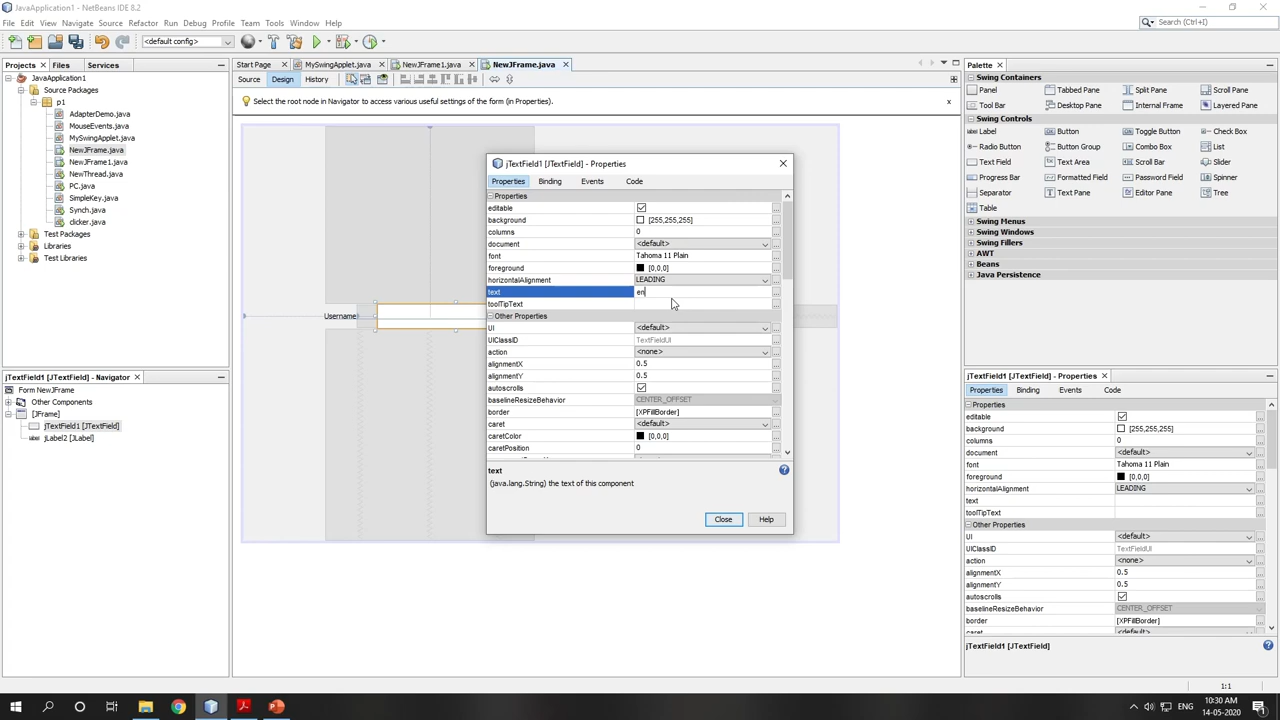 JavaApplication1 - NetBeans IDE 8.2
File Edit View Navigate Source Refactor Run Debug Profile Team Tools Window Help
Search (Ctrl+I)
<default config>
Projects Files Services
Start Page MySwingApplet.java NewJFrame1.java NewJFrame.java
Palette
Source Design History
Select the root node in Navigator to access various useful settings of the form (in Properties).
JavaApplication1
Source Packages
p1
AdapterDemo.java
MouseEvents.java
MySwingApplet.java
NewJFrame.java
NewJFrame1.java
NewThread.java
PC.java
SimpleKey.java
Synch.java
clicker.java
Test Packages
Libraries
Test Libraries
jTextField1 [JTextField] - Navigator
Form NewJFrame
Other Components
[JFrame]
jTextField1 [JTextField]
jLabel2 [JLabel]
Username
jTextField1 [JTextField] - Properties
Properties Binding Events Code
Properties
editable
background [255,255,255]
columns 0
document <default>
font Tahoma 11 Plain
foreground [0,0,0]
horizontalAlignment LEADING
text en
toolTipText
Other Properties
UI <default>
UIClassID TextFieldUI
action <none>
alignmentX 0.5
alignmentY 0.5
autoscrolls
baselineResizeBehavior CENTER_OFFSET
border [XPFillBorder]
caret <default>
caretColor [0,0,0]
caretPosition 0
text
(java.lang.String) the text of this component
Close Help
Swing Containers
Panel Tabbed Pane Split Pane Scroll Pane
Tool Bar Desktop Pane Internal Frame Layered Pane
Swing Controls
Label Button Toggle Button Check Box
Radio Button Button Group Combo Box List
Text Field Text Area Scroll Bar Slider
Progress Bar Formatted Field Password Field Spinner
Separator Text Pane Editor Pane Tree
Table
Swing Menus
Swing Windows
Swing Fillers
AWT
Beans
Java Persistence
jTextField1 [JTextField] - Properties
Properties Binding Events Code
Properties
editable
background [255,255,255]
columns 0
document <default>
font Tahoma 11 Plain
foreground [0,0,0]
horizontalAlignment LEADING
text
toolTipText
Other Properties
UI <default>
UIClassID TextFieldUI
action <none>
alignmentX 0.5
alignmentY 0.5
autoscrolls
baselineResizeBehavior CENTER_OFFSET
border [XPFillBorder]
caret <default>
jTextField1 [JTextField]
1:1
ENG
10:30 AM
14-05-2020